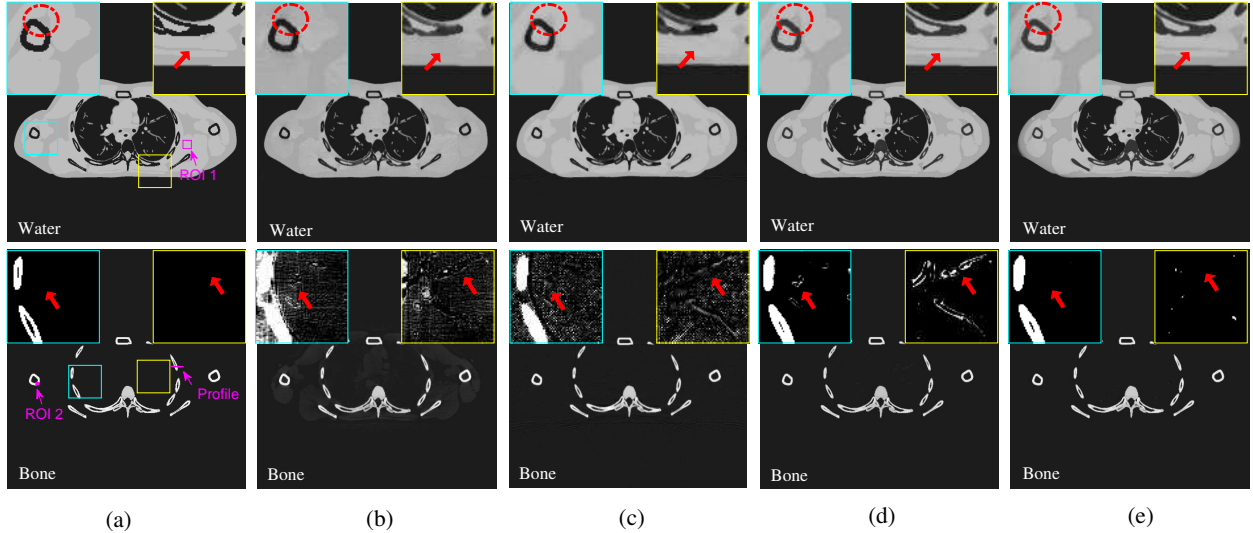 ROI 1
Water
Water
Water
Water
Water
ROI 2
Profile
Bone
Bone
Bone
Bone
Bone
(a)
(b)
(c)
(d)
(e)